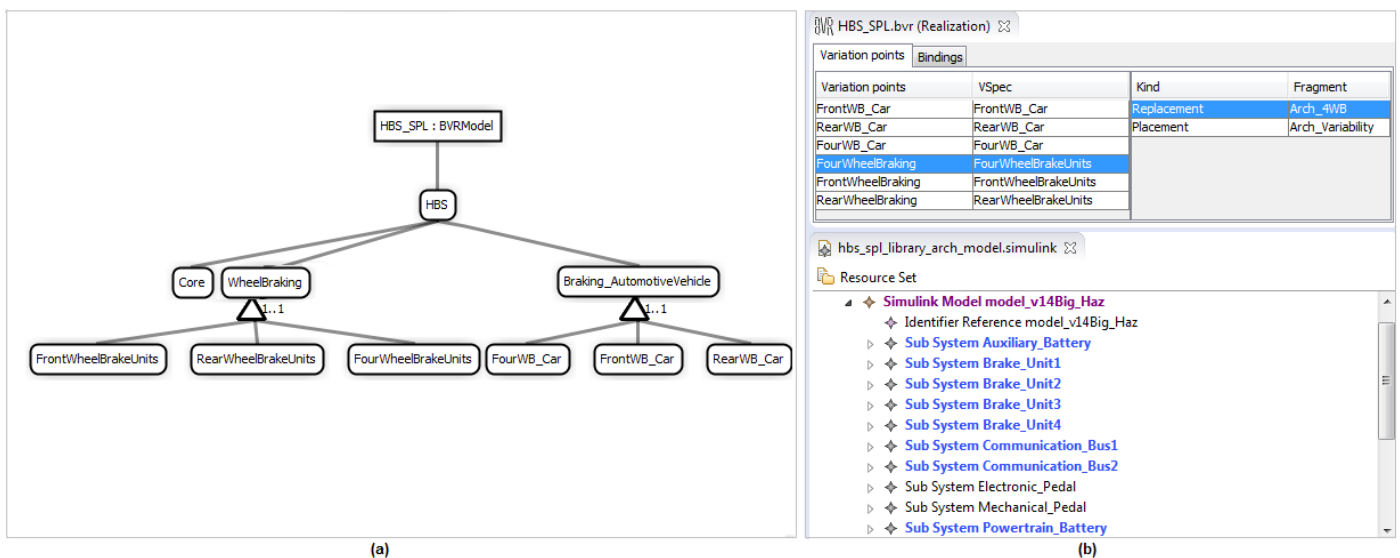 HBS_SPL : BVRModel
HBS
Core
WheelBraking
Braking_AutomotiveVehicle
1..1
1..1
FrontWheelBrakeUnits
RearWheelBrakeUnits
FourWheelBrakeUnits
FourWB_Car
FrontWB_Car
RearWB_Car
(a)
BVR HBS_SPL.bvr (Realization)
Variation points Bindings
Variation points VSpec Kind Fragment
FrontWB_Car FrontWB_Car Replacement Arch_4WB
RearWB_Car RearWB_Car Placement Arch_Variability
FourWB_Car FourWB_Car
FourWheelBraking FourWheelBrakeUnits
FrontWheelBraking FrontWheelBrakeUnits
RearWheelBraking RearWheelBrakeUnits
hbs_spl_library_arch_model.simulink
Resource Set
Simulink Model model_v14Big_Haz
Identifier Reference model_v14Big_Haz
Sub System Auxiliary_Battery
Sub System Brake_Unit1
Sub System Brake_Unit2
Sub System Brake_Unit3
Sub System Brake_Unit4
Sub System Communication_Bus1
Sub System Communication_Bus2
Sub System Electronic_Pedal
Sub System Mechanical_Pedal
Sub System Powertrain_Battery
(b)